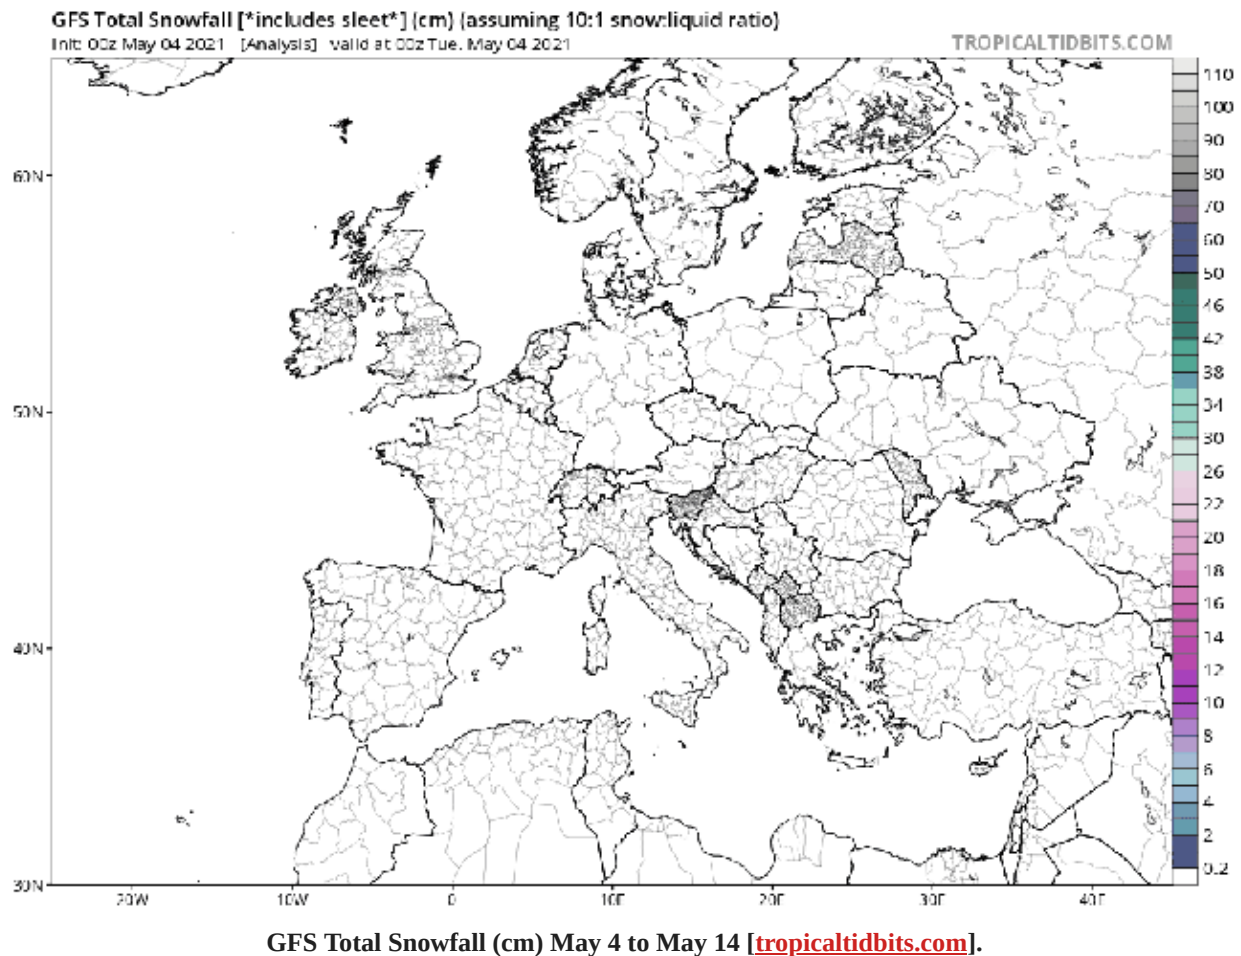 GFS Total Snowfall [*includes sleet*] (cm) (assuming 10:1 snow:liquid ratio)
Init: 00z May 04 2021 [Analysis] valid at 00z Tue, May 04 2021
TROPICALTIDBITS.COM
110
100
90
80
70
60
50
46
42
38
34
30
26
22
20
18
16
14
12
10
8
6
4
2
0.2
60N
50N
40N
30N
20W
10W
0
10E
20E
30E
40E
GFS Total Snowfall (cm) May 4 to May 14 [tropicaltidbits.com].